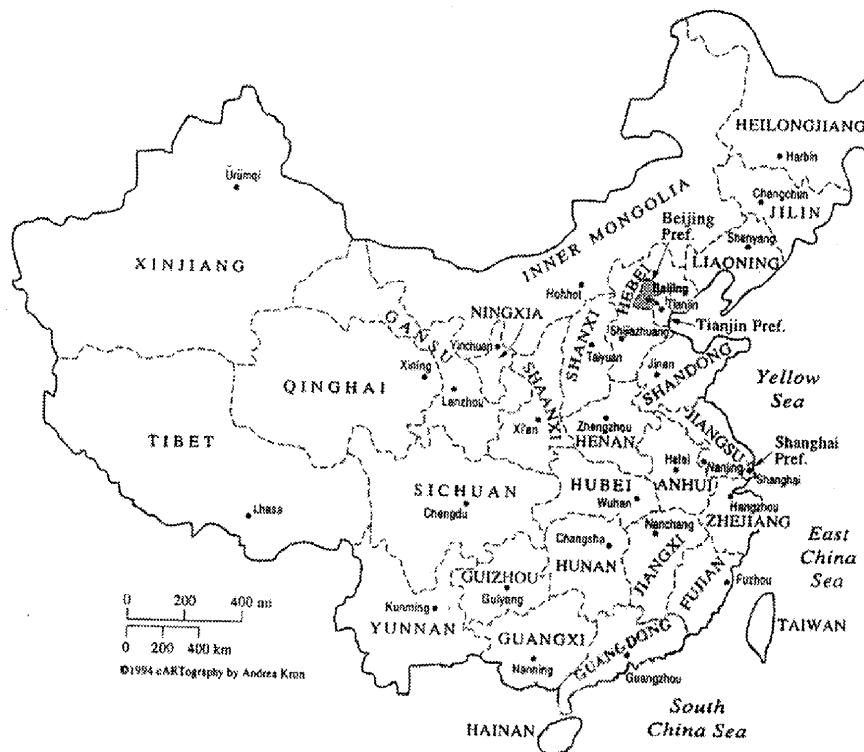 HEILONGJIANG
Harbin
Ürümqi
Changchun
JILIN
INNER MONGOLIA
Beijing
Pref.
Shenyang
LIAONING
XINJIANG
HEBEI
Beijing
Hohhot
Tianjin
NINGXIA
GANSU
Tianjin Pref.
Yinchuan
SHANXI
Shijiazhuang
Taiyuan
Xining
Jinan
SHANDONG
QINGHAI
Lanzhou
SHAANXI
Yellow
Sea
Xi'an
Zhengzhou
HENAN
JIANGSU
TIBET
Shanghai
Pref.
Hefei
Nanjing
Shanghai
SICHUAN
HUBEI
ANHUI
Wuhan
Chengdu
Hangzhou
ZHEJIANG
Lhasa
Nanchang
East
China
Sea
Changsha
HUNAN
JIANGXI
GUIZHOU
Guiyang
FUJIAN
Fuzhou
0 200 400 mi
0 200 400 km
Kunming
YUNNAN
GUANGXI
GUANGDONG
TAIWAN
©1994 cARTography by Andrea Kron
Nanning
Guangzhou
South
China Sea
HAINAN